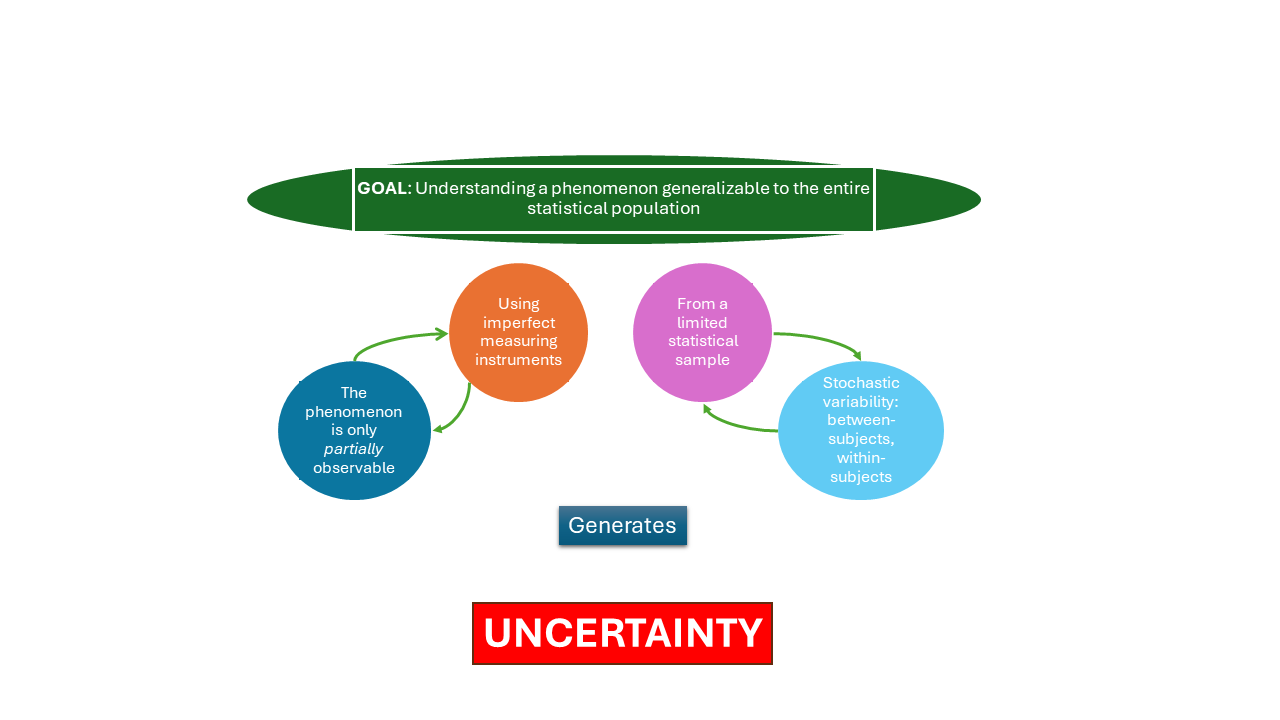 GOAL: Understanding a phenomenon generalizable to the entire
statistical population
Using
imperfect
measuring
instruments
From a
limited
statistical
sample
The
phenomenon
is only
partially
observable
Stochastic
variability:
between-
subjects,
within-
subjects
Generates
UNCERTAINTY